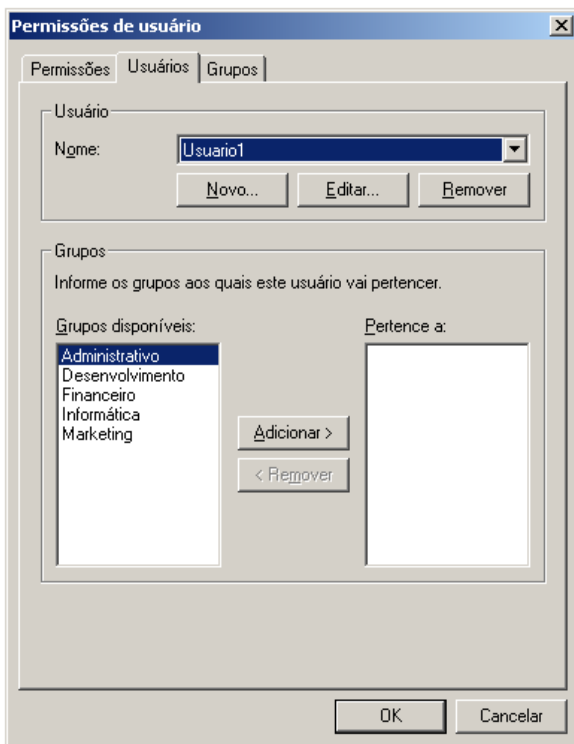 Permissões de usuário
Permissões Usuários Grupos
Usuário
Nome: Usuario1
Novo... Editar... Remover
Grupos
Informe os grupos aos quais este usuário vai pertencer.
Grupos disponíveis: Pertence a:
Administrativo
Desenvolvimento
Financeiro
Informática
Marketing
Adicionar >
< Remover
OK Cancelar